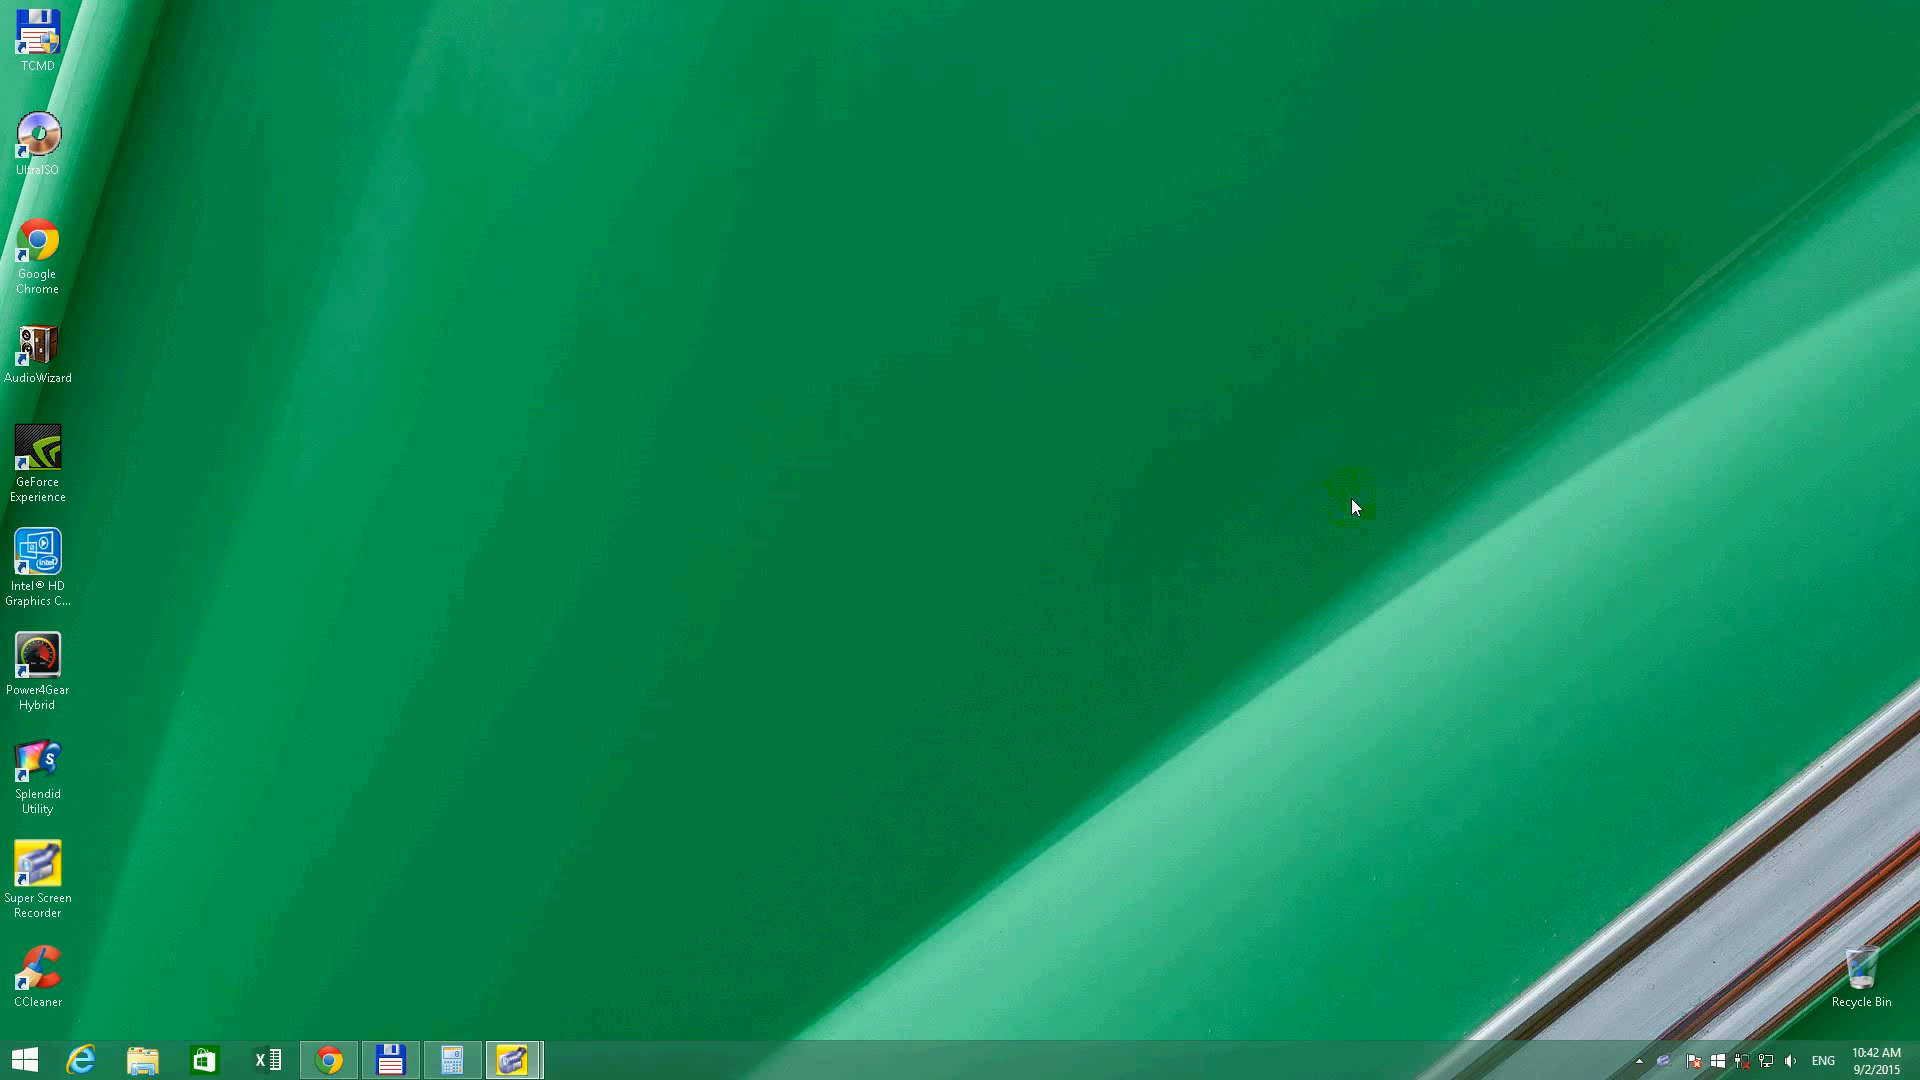 TCMD
UltraISO
Google
Chrome
AudioWizard
GeForce
Experience
Intel® HD
Graphics C...
Power4Gear
Hybrid
Splendid
Utility
Super Screen
Recorder
CCleaner
Recycle Bin
ENG
10:42 AM
9/2/2015